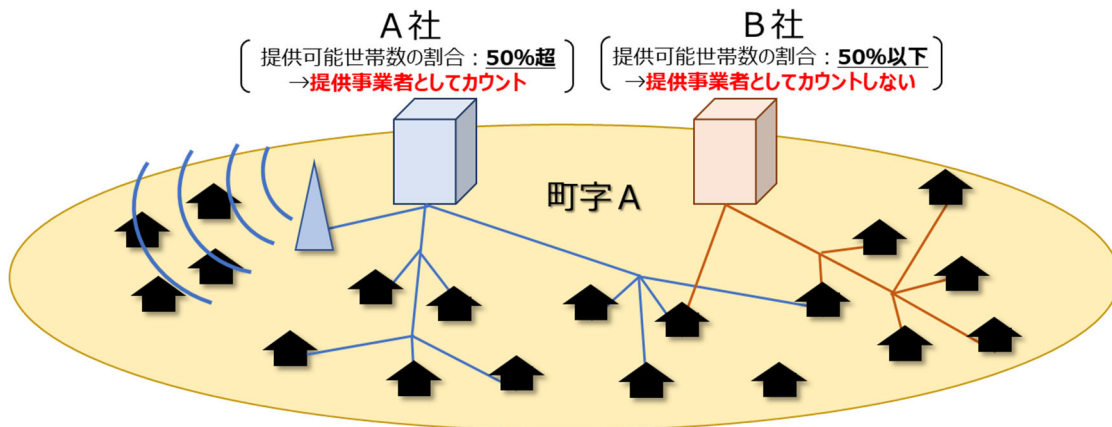 A社
提供可能世帯数の割合：50%超
→提供事業者としてカウント
B社
提供可能世帯数の割合：50%以下
→提供事業者としてカウントしない
町字A